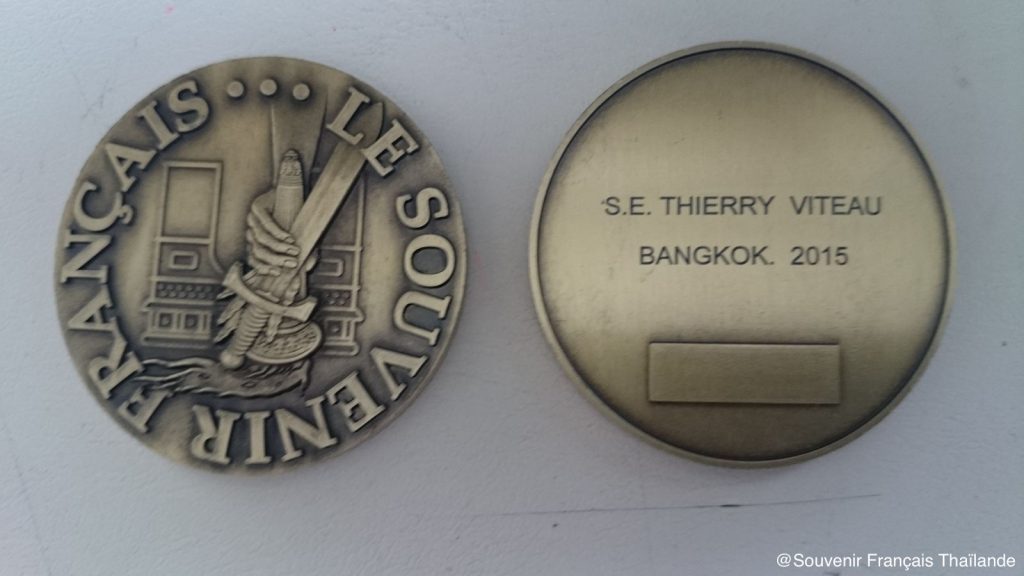 LE SOUVENIR FRANÇAIS
S.E. THIERRY VITEAU
BANGKOK. 2015
@Souvenir Français Thaïlande